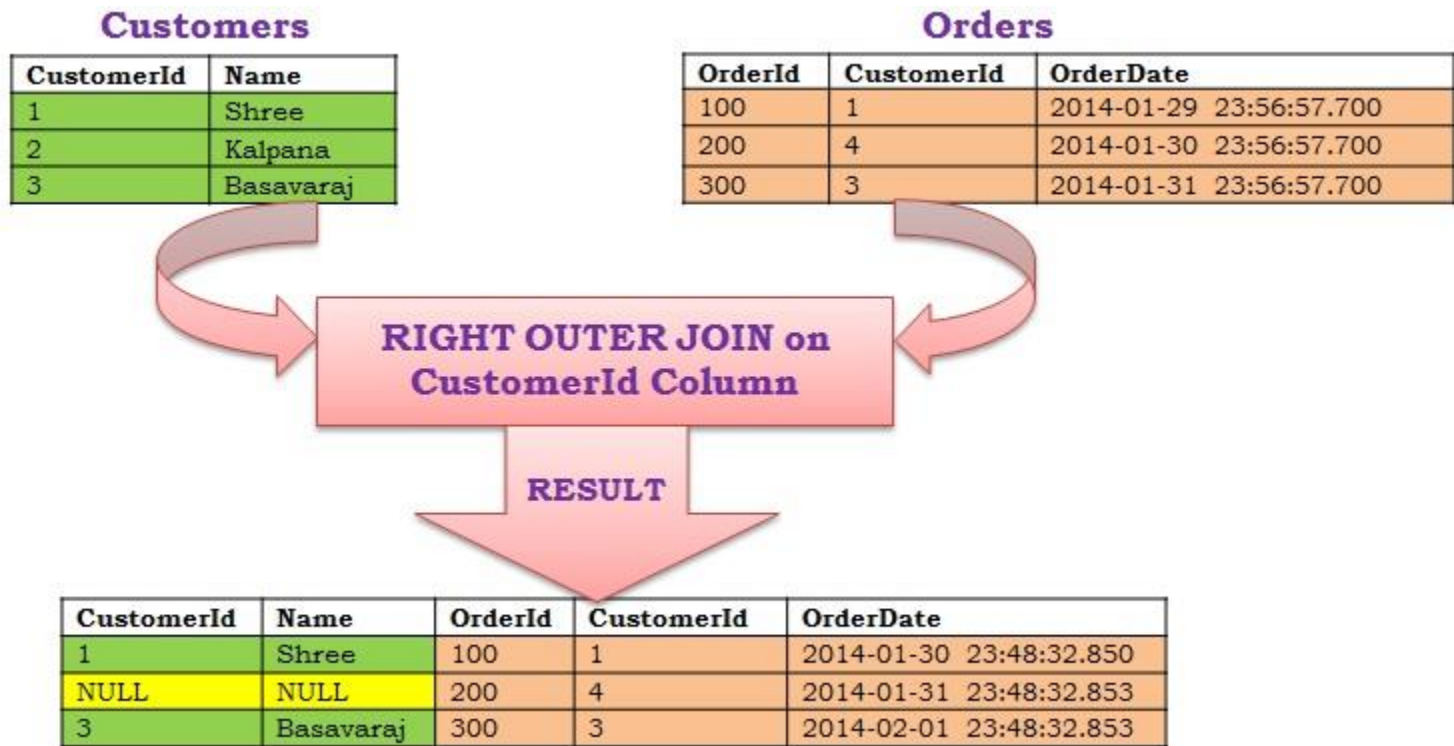 Customers
CustomerId Name
1 Shree
2 Kalpana
3 Basavaraj
Orders
OrderId CustomerId OrderDate
100 1 2014-01-29 23:56:57.700
200 4 2014-01-30 23:56:57.700
300 3 2014-01-31 23:56:57.700
RIGHT OUTER JOIN on
CustomerId Column
RESULT
CustomerId Name OrderId CustomerId OrderDate
1 Shree 100 1 2014-01-30 23:48:32.850
NULL NULL 200 4 2014-01-31 23:48:32.853
3 Basavaraj 300 3 2014-02-01 23:48:32.853